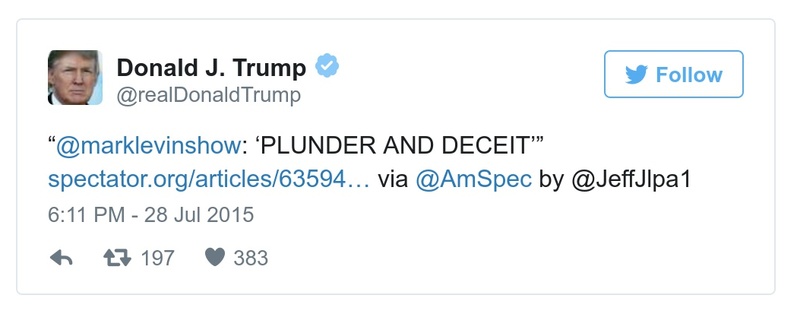 Donald J. Trump
@realDonaldTrump
Follow
“@marklevinshow: ‘PLUNDER AND DECEIT’”
spectator.org/articles/63594… via @AmSpec by @JeffJlpa1
6:11 PM - 28 Jul 2015
197 383